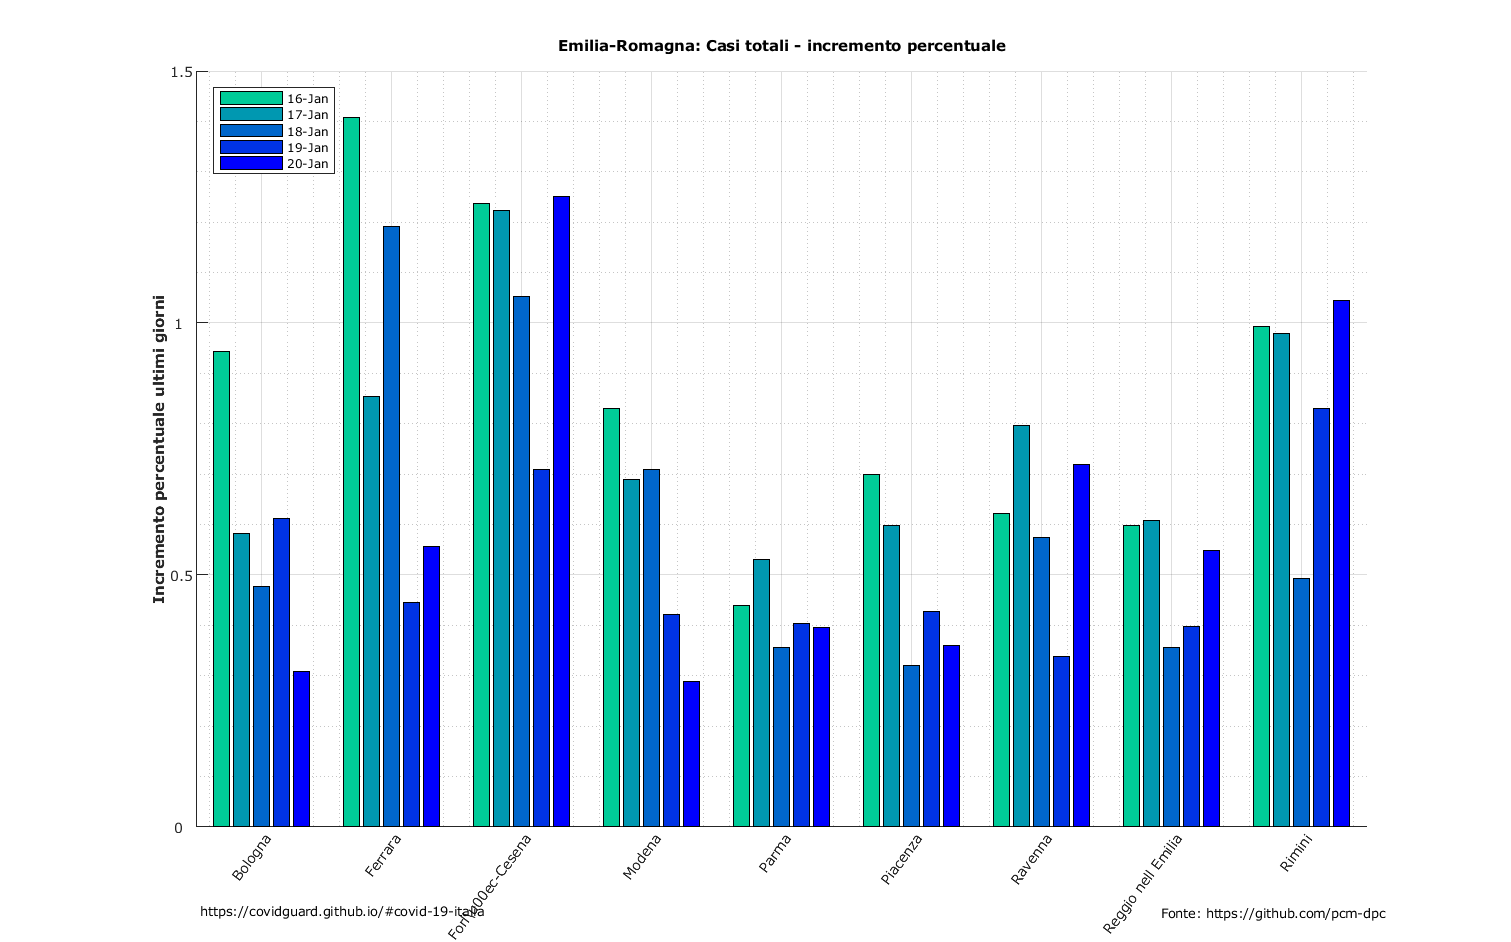 Emilia-Romagna: Casi totali - incremento percentuale
Incremento percentuale ultimi giorni
1.5
1
0.5
0
16-Jan
17-Jan
18-Jan
19-Jan
20-Jan
Bologna
Ferrara
Modena
Parma
Piacenza
Ravenna
Reggio nell Emilia
Rimini
https://covidguard.github.io/#covid-19-italia
Fonte: https://github.com/pcm-dpc